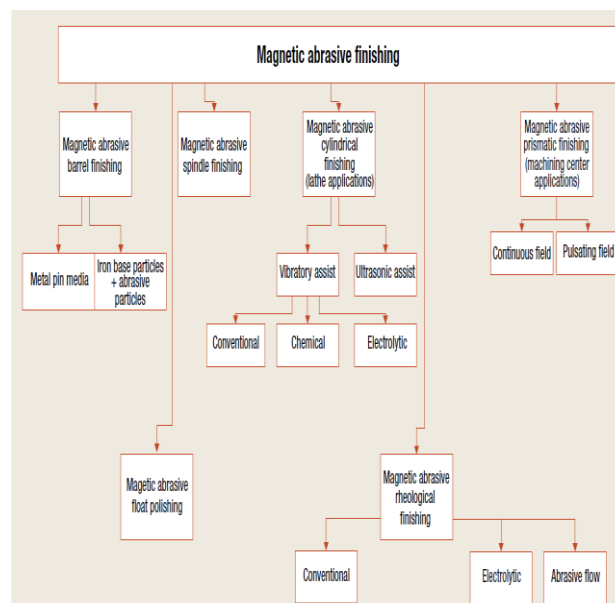 Magnetic abrasive finishing
Magnetic abrasive
barrel finishing
Magnetic abrasive
spindle finishing
Magnetic abrasive
cylindrical
finishing
(lathe applications)
Magnetic abrasive
prismatic finishing
(machining center
applications)
Metal pin media
Iron base particles
+ abrasive
particles
Vibratory assist
Ultrasonic assist
Continuous field
Pulsating field
Conventional
Chemical
Electrolytic
Magetic abrasive
float polishing
Magnetic abrasive
rheological
finishing
Conventional
Electrolytic
Abrasive flow